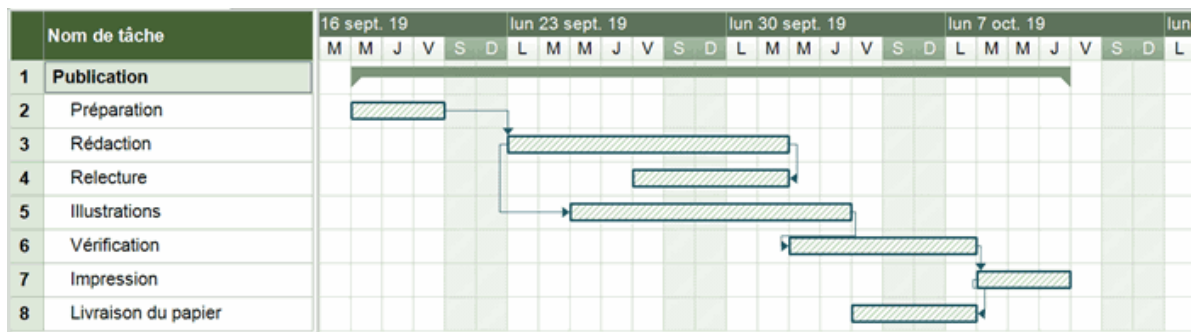 Nom de tâche
16 sept. 19 lun 23 sept. 19 lun 30 sept. 19 lun 7 oct. 19 lun
M M J V S D L M M J V S D L M M J V S D L M M J V S D L
1 Publication
2 Préparation
3 Rédaction
4 Relecture
5 Illustrations
6 Vérification
7 Impression
8 Livraison du papier